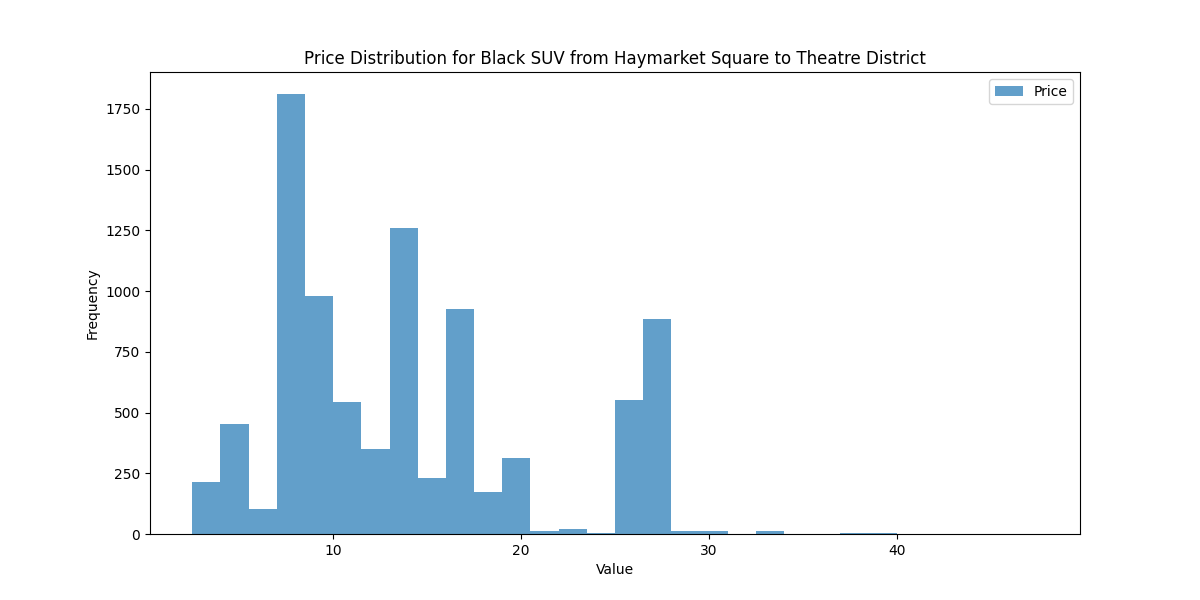 Price Distribution for Black SUV from Haymarket Square to Theatre District
Price
1750
1500
1250
1000
750
500
250
0
Frequency
10 20 30 40
Value